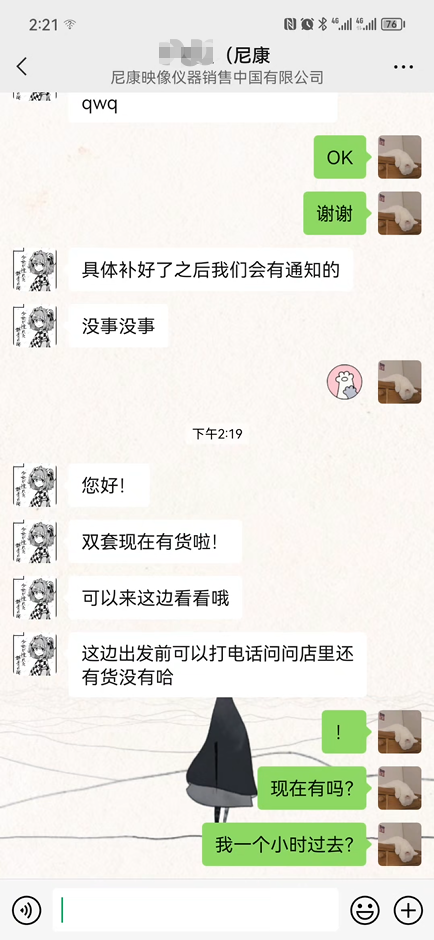 2:21
4G
4G
76
（尼康
尼康映像仪器销售中国有限公司
qwq
OK
谢谢
具体补好了之后我们会有通知的
没事没事
下午2:19
您好！
双套现在有货啦！
可以来这边看看哦
这边出发前可以打电话问问店里还
有货没有哈
！
现在有吗?
我一个小时过去?